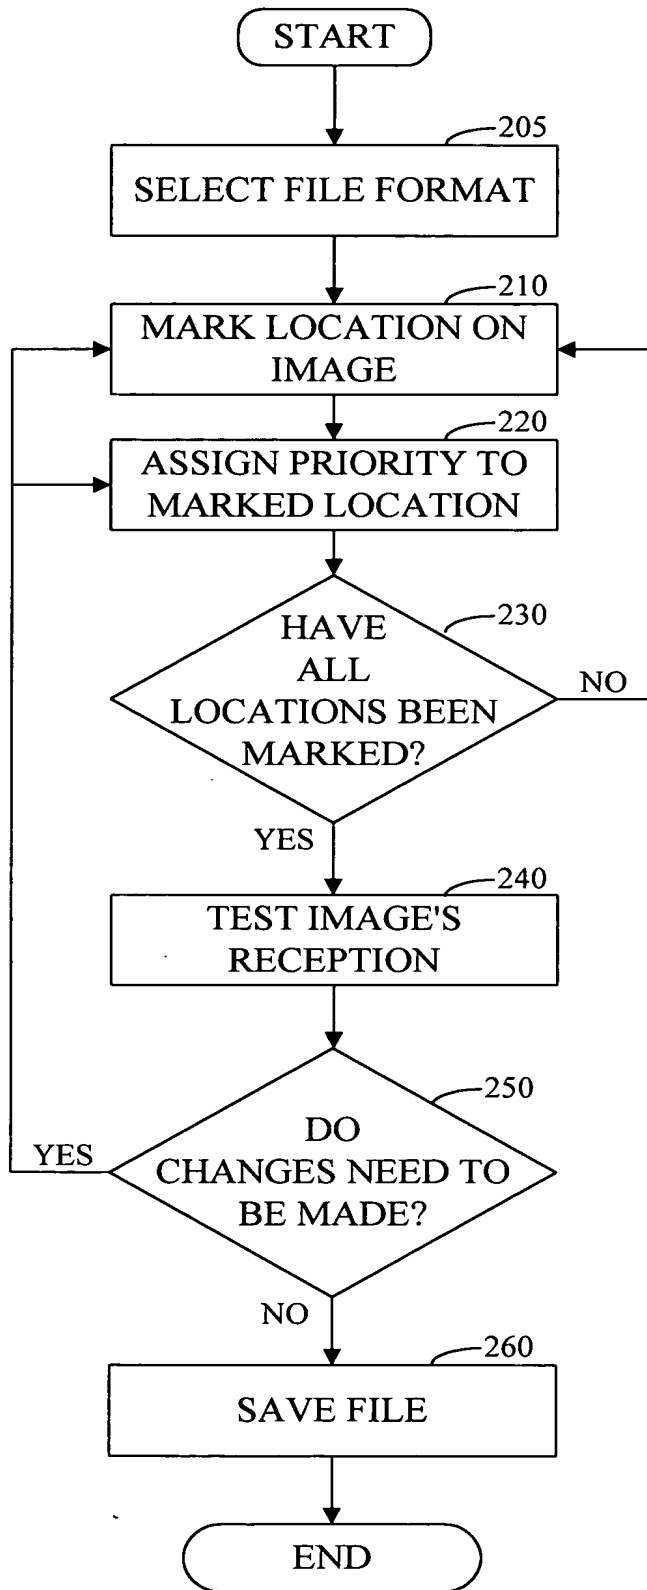 START
205
SELECT FILE FORMAT
210
MARK LOCATION ON
IMAGE
220
ASSIGN PRIORITY TO
MARKED LOCATION
230
HAVE
ALL
LOCATIONS BEEN
MARKED?
NO
YES
240
TEST IMAGE'S
RECEPTION
250
DO
CHANGES NEED TO
BE MADE?
YES
NO
260
SAVE FILE
END